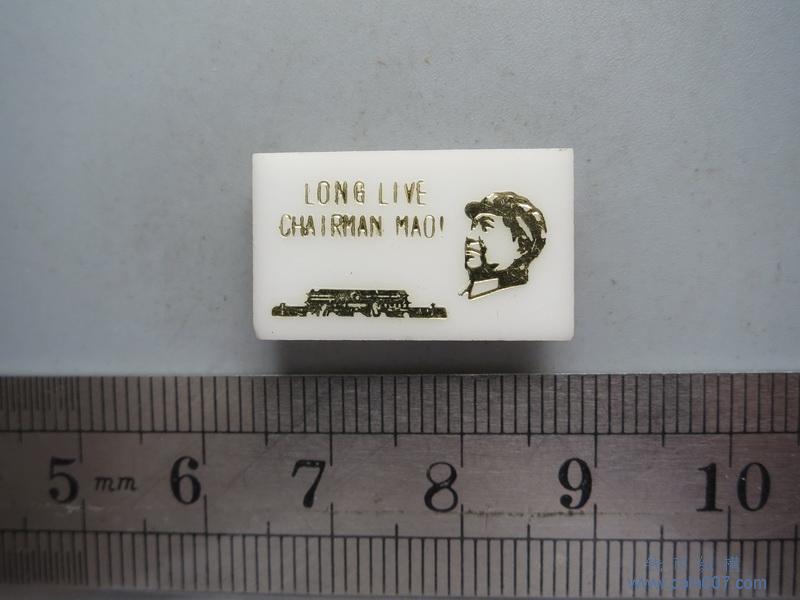 LONG LIVE
CHAIRMAN MAO!
5 mm 6 7 8 9 10